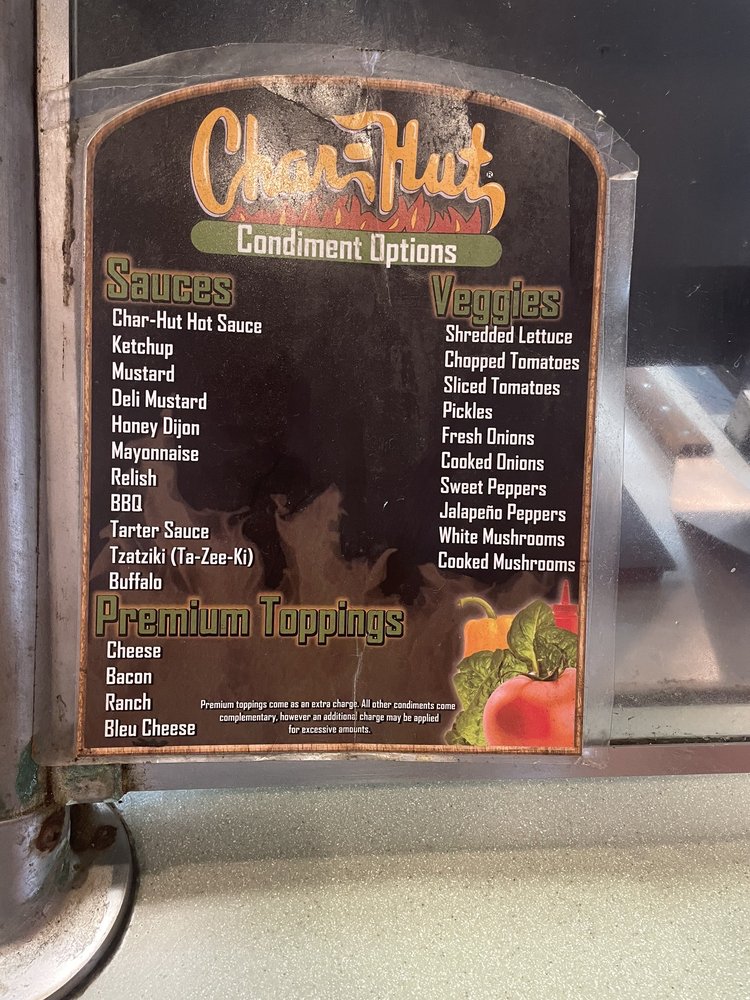 Char-Hut®
Condiment Options
Sauces
Char-Hut Hot Sauce
Ketchup
Mustard
Deli Mustard
Honey Dijon
Mayonnaise
Relish
BBQ
Tarter Sauce
Tzatziki (Ta-Zee-Ki)
Buffalo
Veggies
Shredded Lettuce
Chopped Tomatoes
Sliced Tomatoes
Pickles
Fresh Onions
Cooked Onions
Sweet Peppers
Jalapeño Peppers
White Mushrooms
Cooked Mushrooms
Premium Toppings
Cheese
Bacon
Ranch
Bleu Cheese
Premium toppings come as an extra charge. All other condiments come
complementary, however an additional charge may be applied
for excessive amounts.